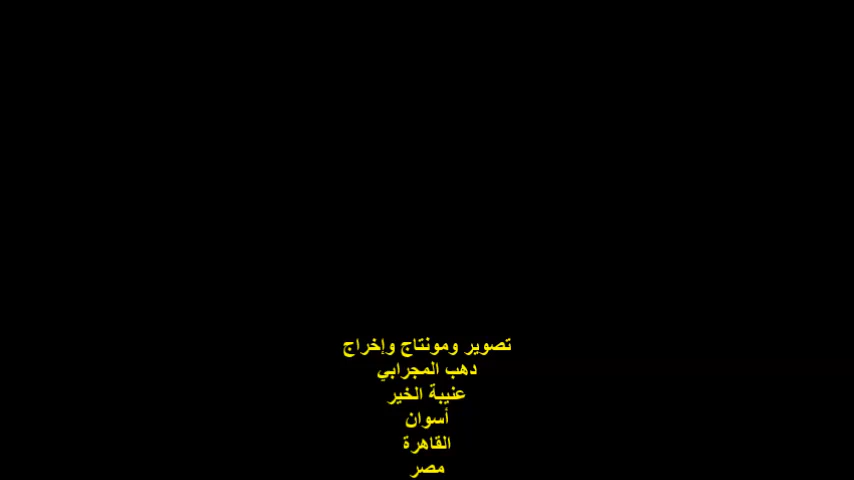 تصوير ومونتاج وإخراج
دهب المجرابي
عنيبة الخير
أسوان
القاهرة
مصر